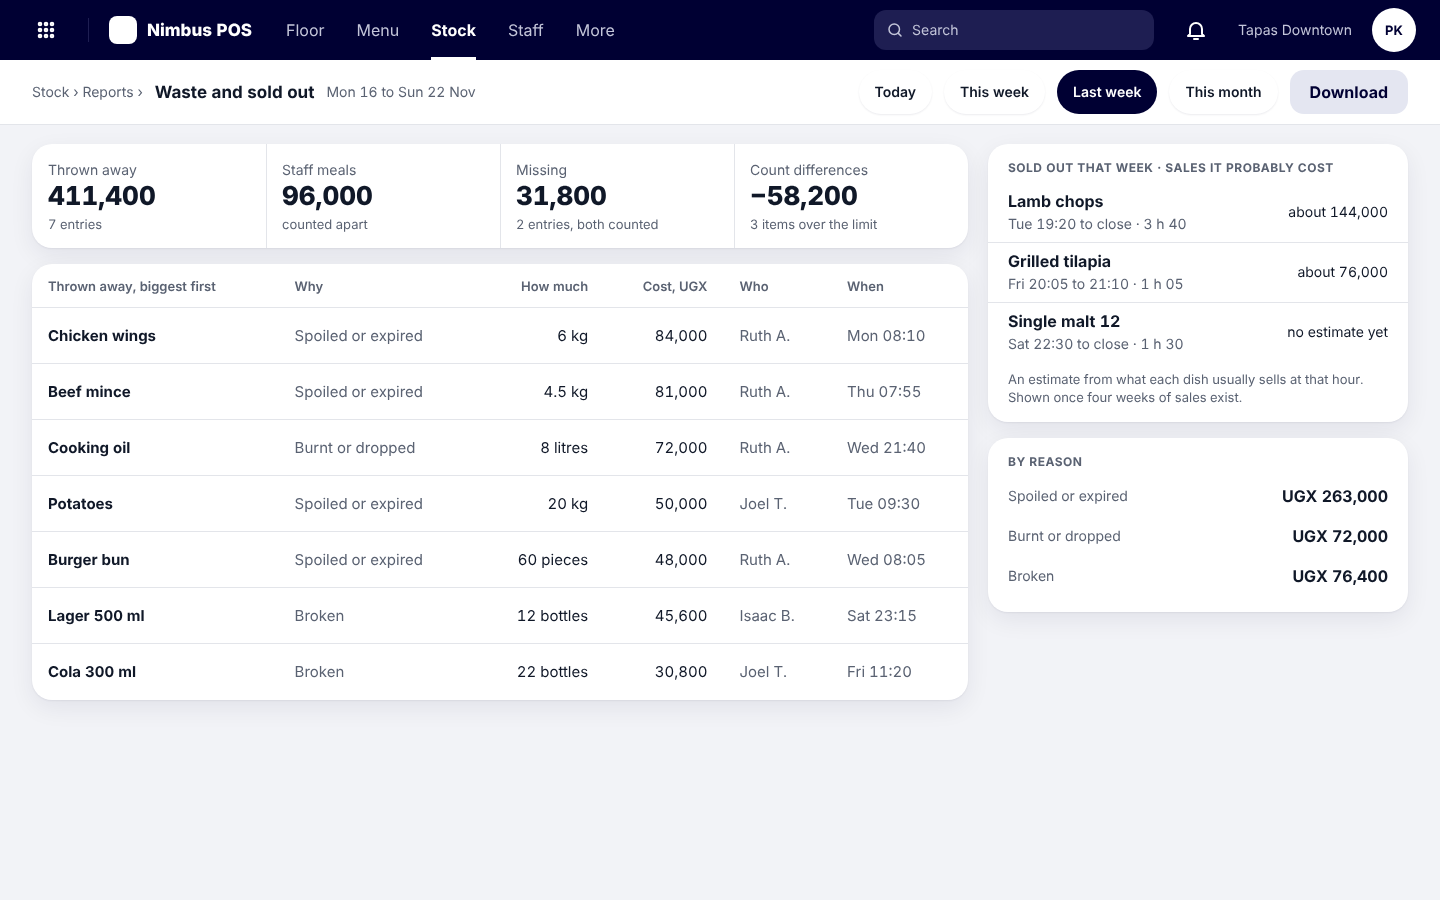 Nimbus POS
Floor
Menu
Stock
Staff
More
Search
Tapas Downtown
PK
Stock › Reports ›
Waste and sold out
Mon 16 to Sun 22 Nov
Today
This week
Last week
This month
Download
Thrown away
411,400
7 entries
Staff meals
96,000
counted apart
Missing
31,800
2 entries, both counted
Count differences
−58,200
3 items over the limit
Thrown away, biggest first Why How much Cost, UGX Who When
Chicken wings Spoiled or expired 6 kg 84,000 Ruth A. Mon 08:10
Beef mince Spoiled or expired 4.5 kg 81,000 Ruth A. Thu 07:55
Cooking oil Burnt or dropped 8 litres 72,000 Ruth A. Wed 21:40
Potatoes Spoiled or expired 20 kg 50,000 Joel T. Tue 09:30
Burger bun Spoiled or expired 60 pieces 48,000 Ruth A. Wed 08:05
Lager 500 ml Broken 12 bottles 45,600 Isaac B. Sat 23:15
Cola 300 ml Broken 22 bottles 30,800 Joel T. Fri 11:20
SOLD OUT THAT WEEK · SALES IT PROBABLY COST
Lamb chops
Tue 19:20 to close · 3 h 40
about 144,000
Grilled tilapia
Fri 20:05 to 21:10 · 1 h 05
about 76,000
Single malt 12
Sat 22:30 to close · 1 h 30
no estimate yet
An estimate from what each dish usually sells at that hour.
Shown once four weeks of sales exist.
BY REASON
Spoiled or expired UGX 263,000
Burnt or dropped UGX 72,000
Broken UGX 76,400